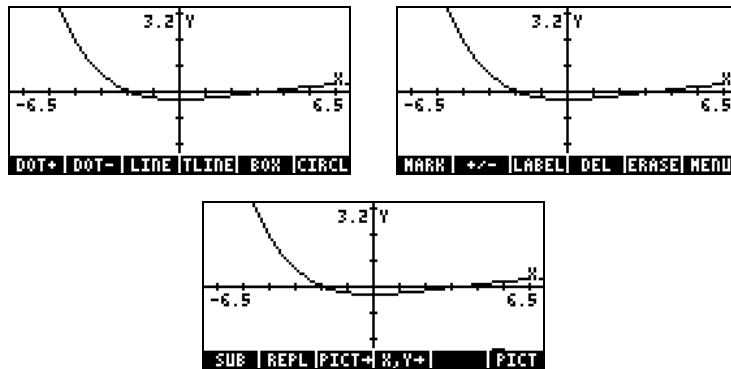 3.2 Y
X
-6.5 6.5
DOT+ DOT- LINE TLINE BOX CIRCL
3.2 Y
X
-6.5 6.5
MARK +/- LABEL DEL ERASE MENU
3.2 Y
X
-6.5 6.5
SUB REPL PICT→ X,Y→ PICT